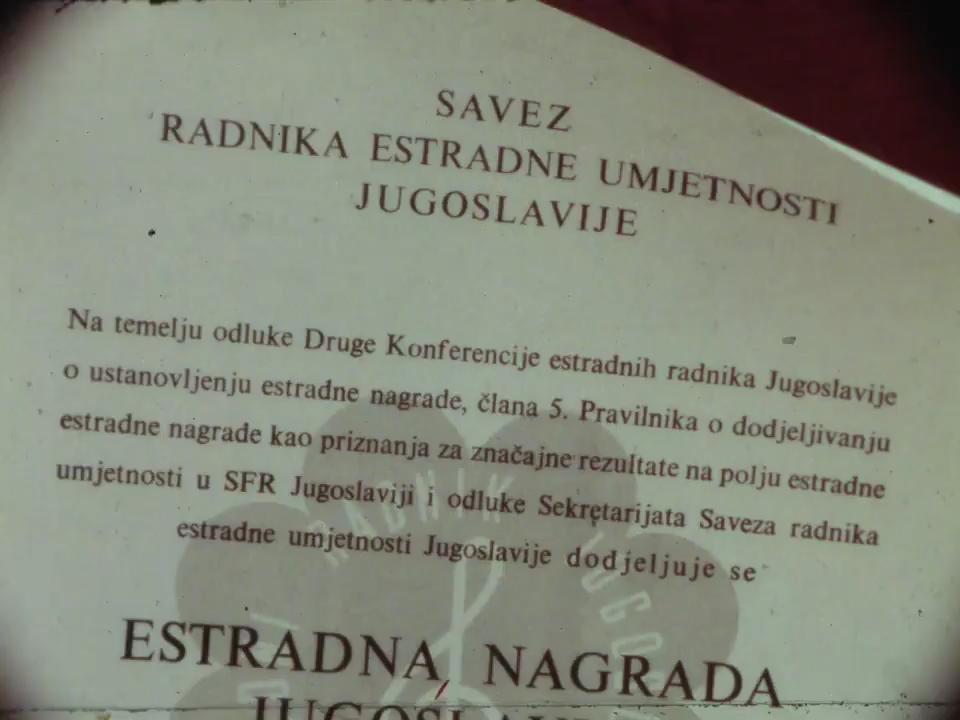 SAVEZ
RADNIKA ESTRADNE UMJETNOSTI
JUGOSLAVIJE
Na temelju odluke Druge Konferencije estradnih radnika Jugoslavije
o ustanovljenju estradne nagrade, člana 5. Pravilnika o dodjeljivanju
estradne nagrade kao priznanja za značajne rezultate na polju estradne
umjetnosti u SFR Jugoslaviji i odluke Sekretarijata Saveza radnika
estradne umjetnosti Jugoslavije dodjeljuje se
RADNIK
ESTRADNA NAGRADA